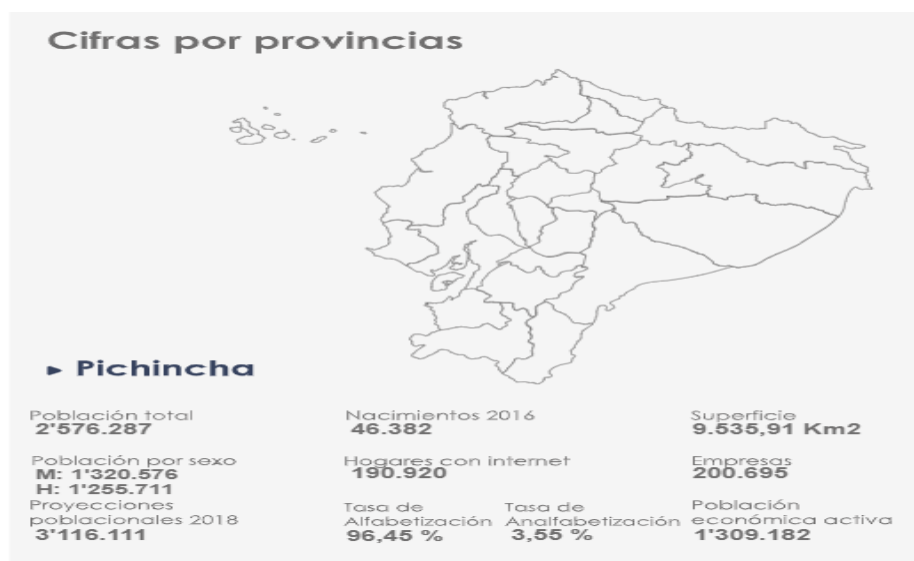 Cifras por provincias
▸ Pichincha
Población total
2'576.287
Nacimientos 2016
46.382
Superficie
9.535,91 Km2
Población por sexo
M: 1'320.576
H: 1'255.711
Hogares con internet
190.920
Empresas
200.695
Proyecciones
poblacionales 2018
3'116.111
Tasa de
Alfabetización
96,45 %
Tasa de
Analfabetización
3,55 %
Población
económica activa
1'309.182